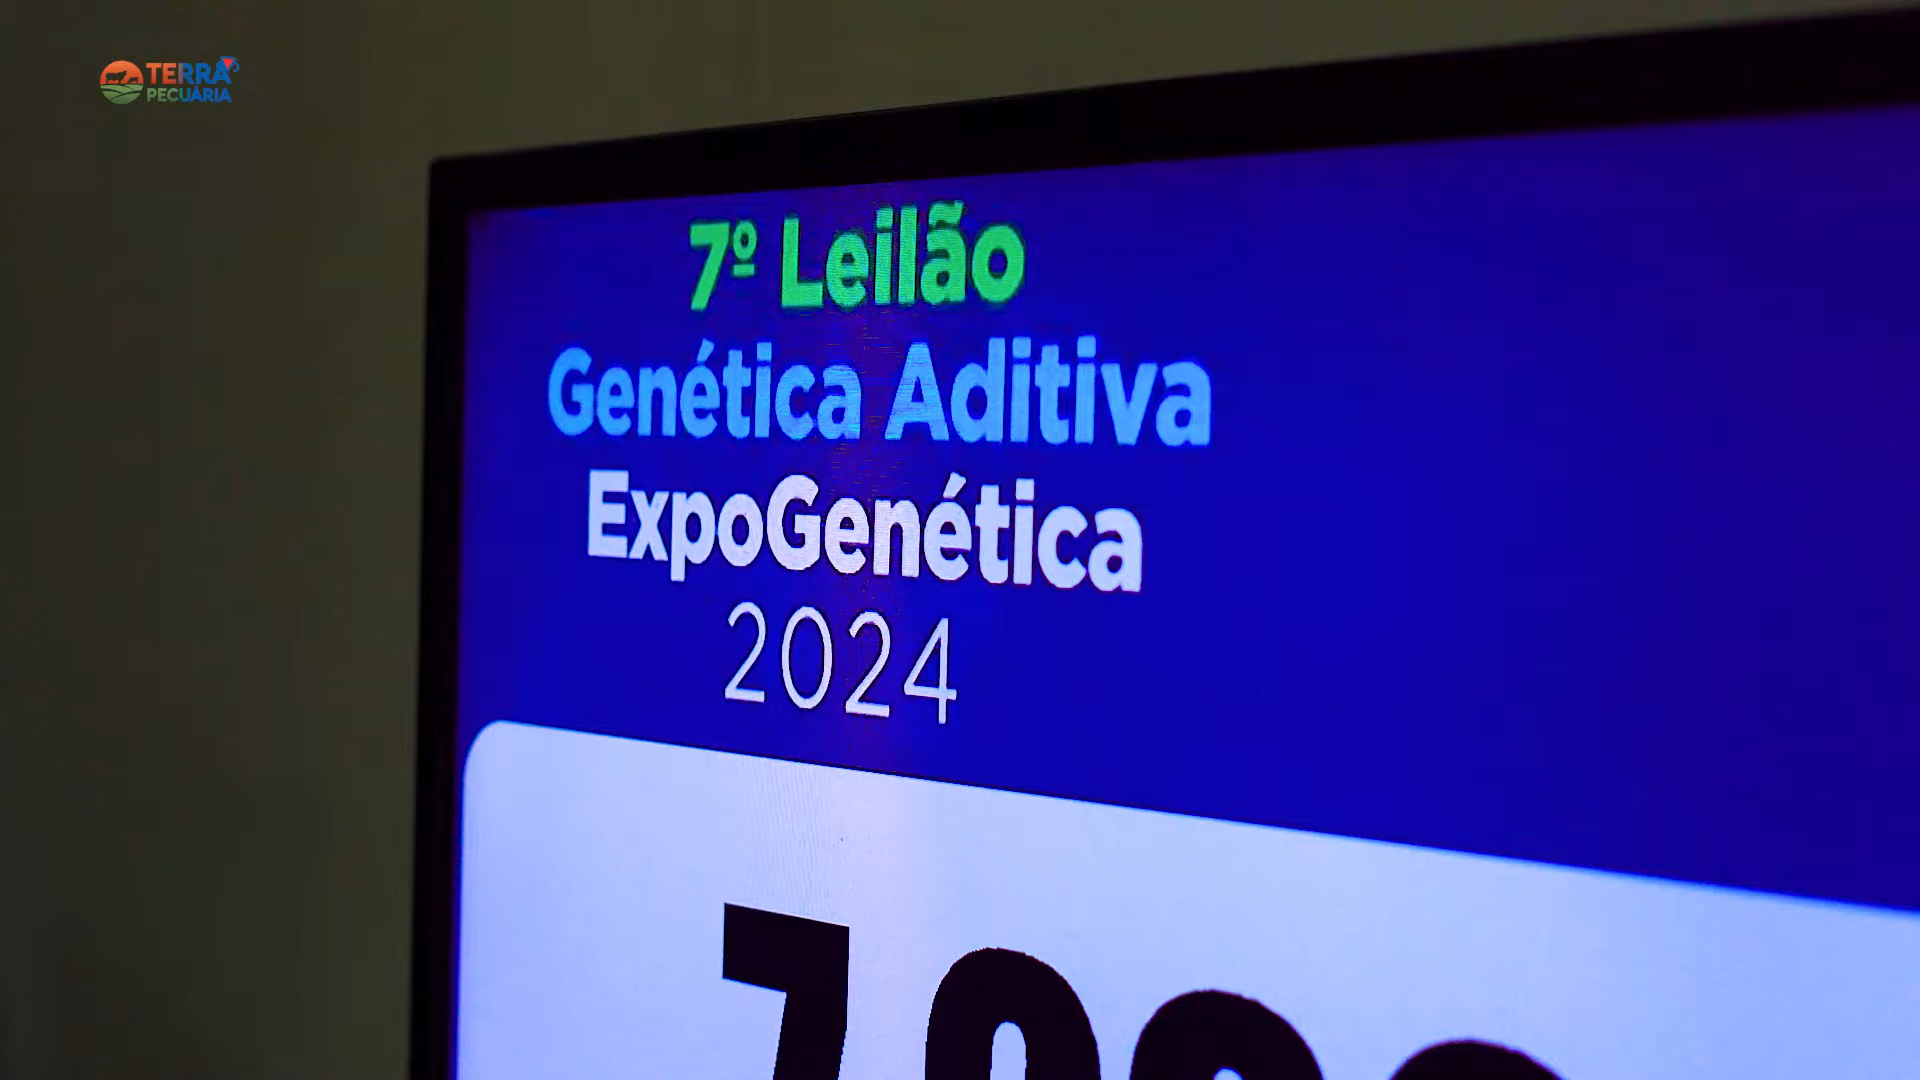 TERRA
PECUÁRIA
7º Leilão
Genética Aditiva
ExpoGenética
2024